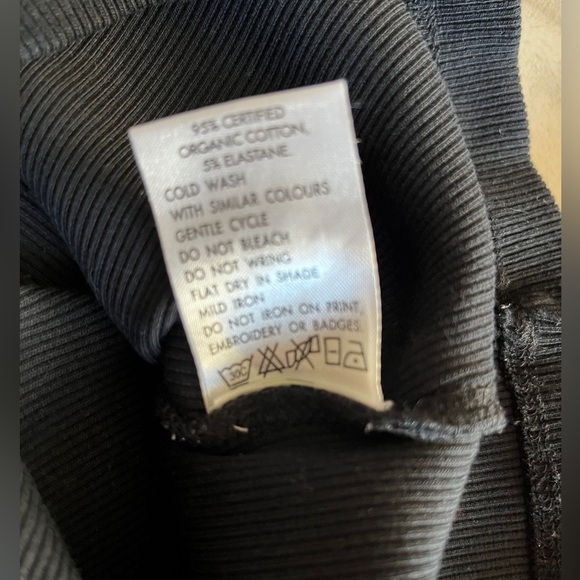 95% CERTIFIED
ORGANIC COTTON,
5% ELASTANE.
COLD WASH
WITH SIMILAR COLOURS
GENTLE CYCLE
DO NOT BLEACH
DO NOT WRING
FLAT DRY IN SHADE
MILD IRON
DO NOT IRON ON PRINT,
EMBROIDERY OR BADGES
30C